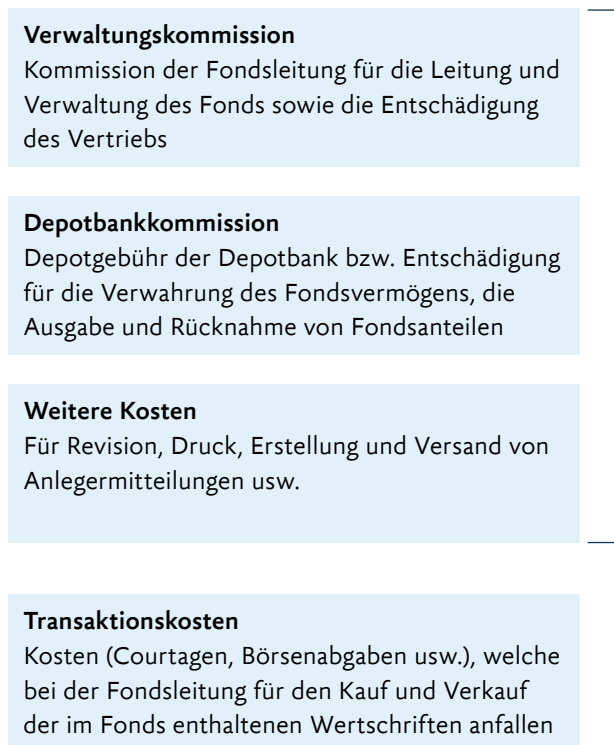 Verwaltungskommission
Kommission der Fondsleitung für die Leitung und
Verwaltung des Fonds sowie die Entschädigung
des Vertriebs
Depotbankkommission
Depotgebühr der Depotbank bzw. Entschädigung
für die Verwahrung des Fondsvermögens, die
Ausgabe und Rücknahme von Fondsanteilen
Weitere Kosten
Für Revision, Druck, Erstellung und Versand von
Anlegermitteilungen usw.
Transaktionskosten
Kosten (Courtagen, Börsenabgaben usw.), welche
bei der Fondsleitung für den Kauf und Verkauf
der im Fonds enthaltenen Wertschriften anfallen